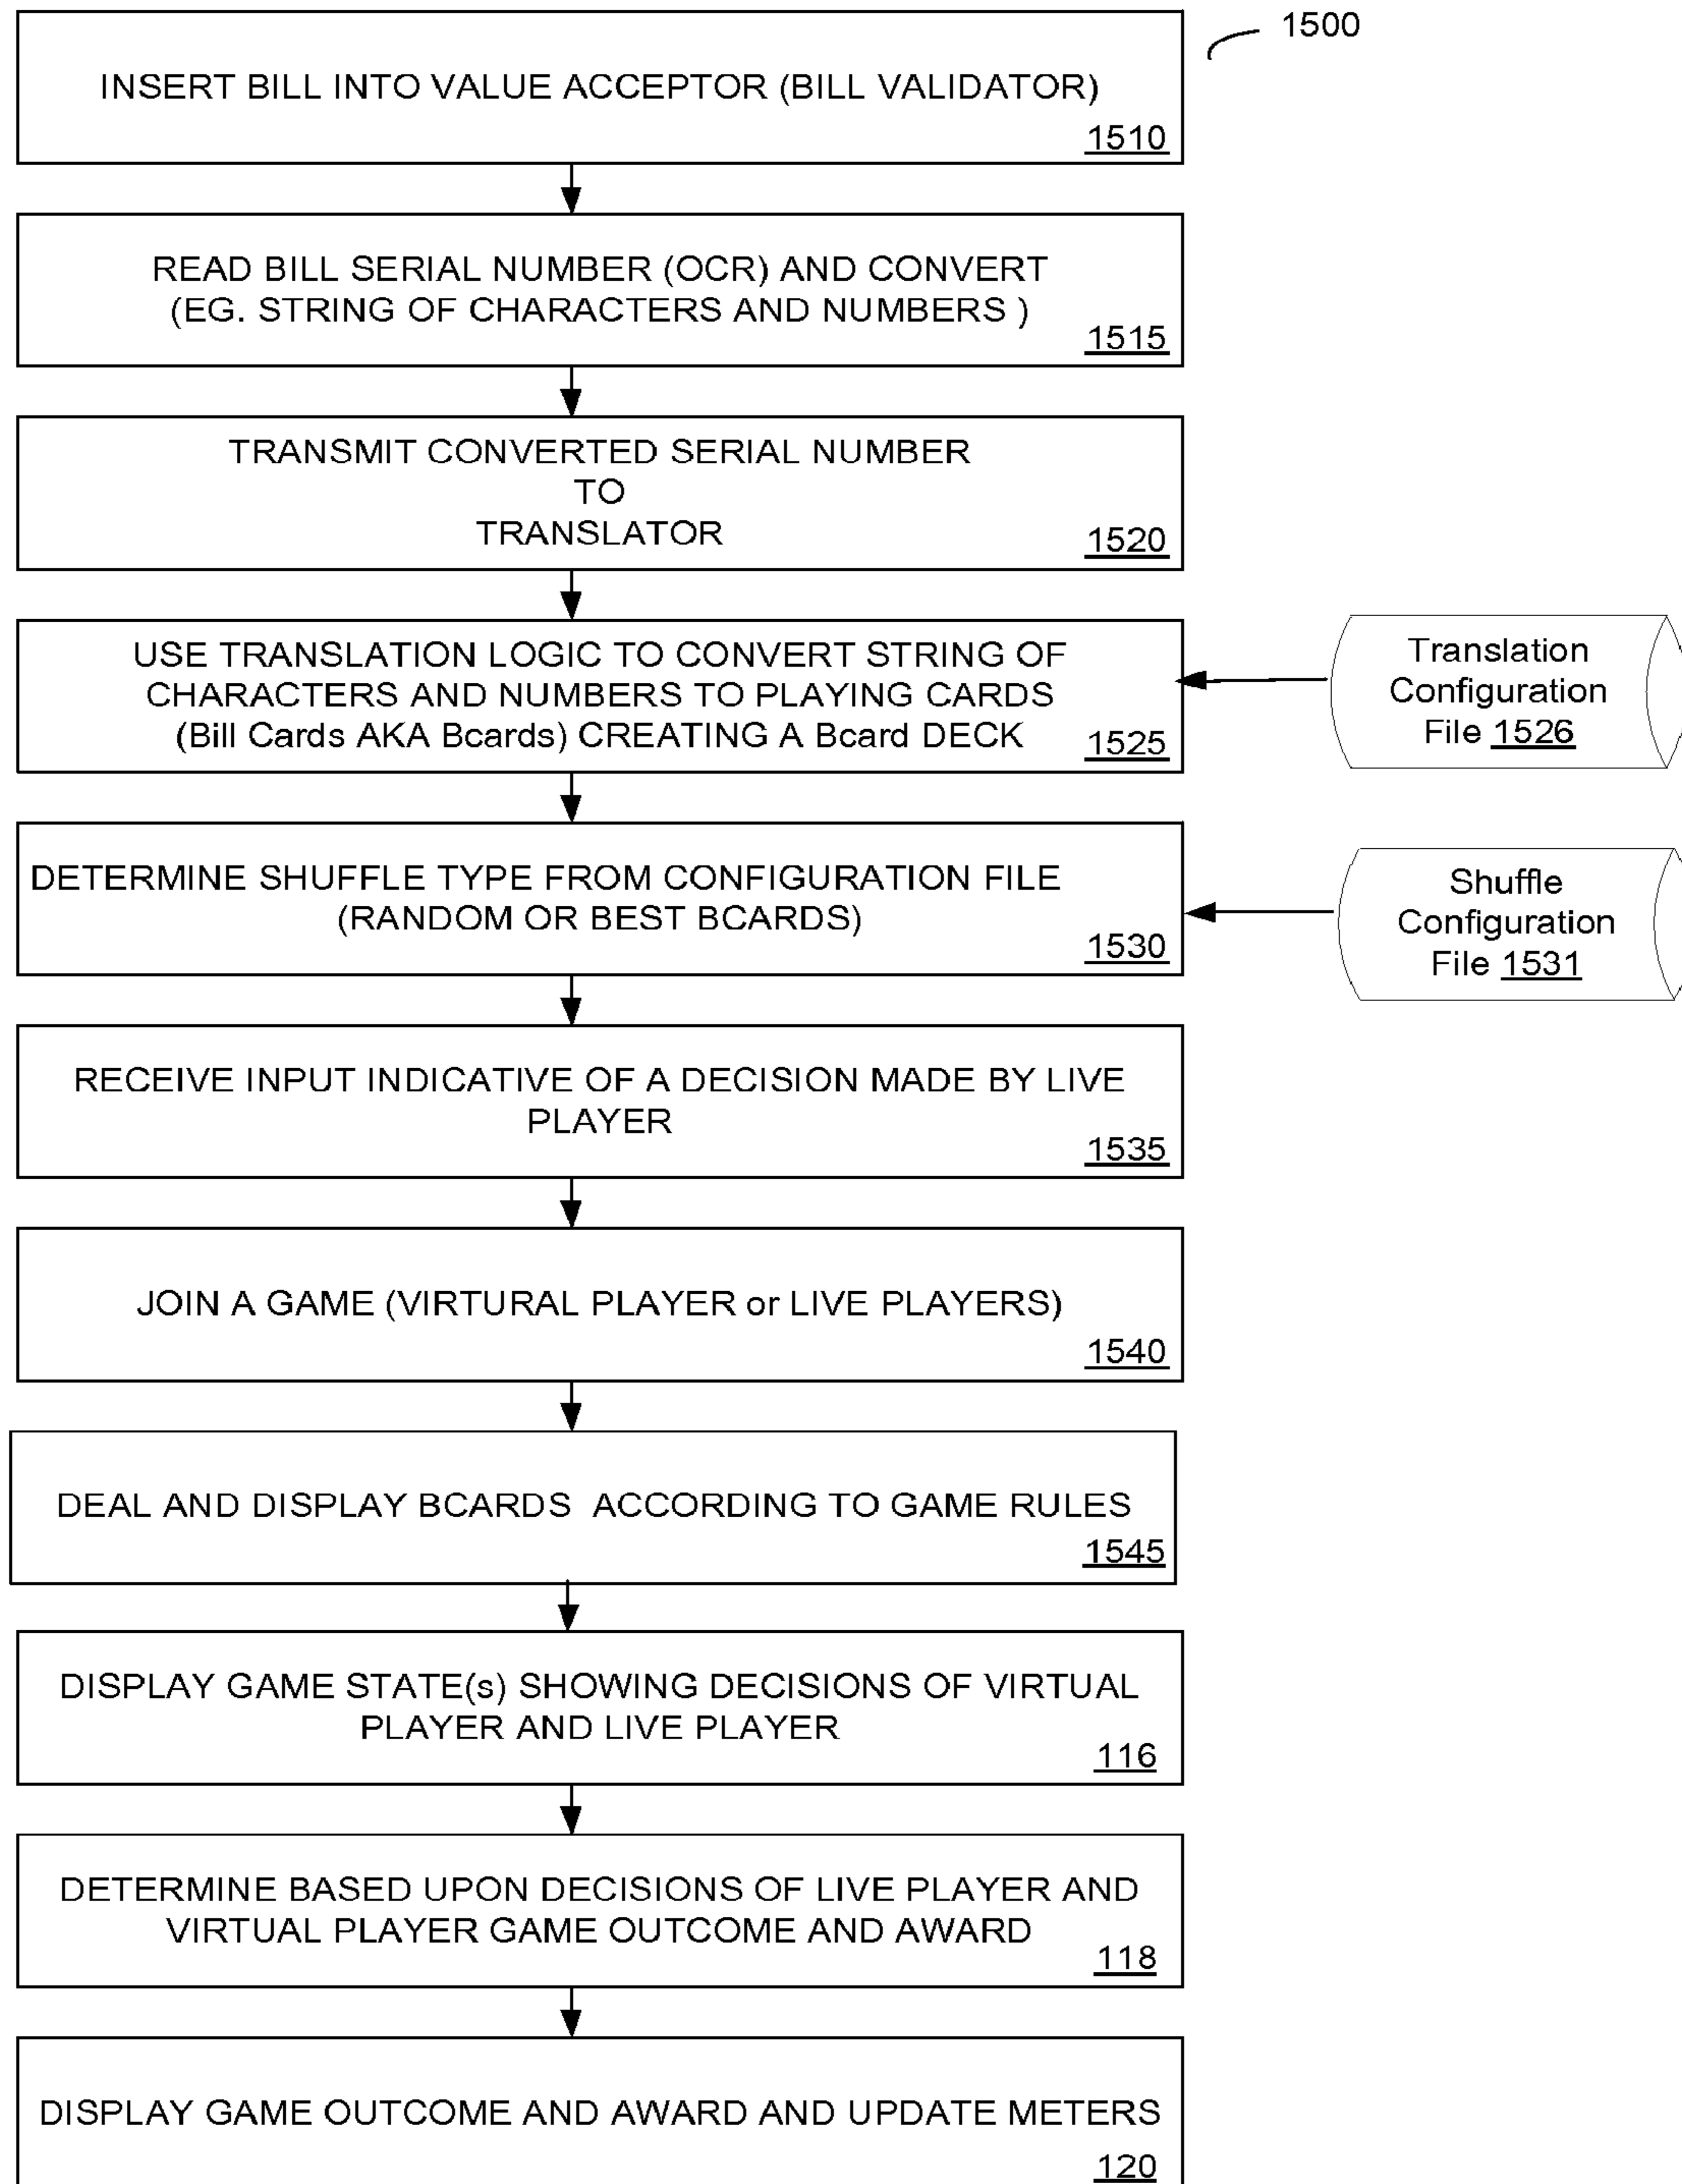 1500
INSERT BILL INTO VALUE ACCEPTOR (BILL VALIDATOR)
1510
READ BILL SERIAL NUMBER (OCR) AND CONVERT
(EG. STRING OF CHARACTERS AND NUMBERS )
1515
TRANSMIT CONVERTED SERIAL NUMBER
TO
TRANSLATOR
1520
USE TRANSLATION LOGIC TO CONVERT STRING OF
CHARACTERS AND NUMBERS TO PLAYING CARDS
(Bill Cards AKA Bcards) CREATING A Bcard DECK
1525
Translation
Configuration
File 1526
DETERMINE SHUFFLE TYPE FROM CONFIGURATION FILE
(RANDOM OR BEST BCARDS)
1530
Shuffle
Configuration
File 1531
RECEIVE INPUT INDICATIVE OF A DECISION MADE BY LIVE
PLAYER
1535
JOIN A GAME (VIRTURAL PLAYER or LIVE PLAYERS)
1540
DEAL AND DISPLAY BCARDS  ACCORDING TO GAME RULES
1545
DISPLAY GAME STATE(s) SHOWING DECISIONS OF VIRTUAL
PLAYER AND LIVE PLAYER
116
DETERMINE BASED UPON DECISIONS OF LIVE PLAYER AND
VIRTUAL PLAYER GAME OUTCOME AND AWARD
118
DISPLAY GAME OUTCOME AND AWARD AND UPDATE METERS
120